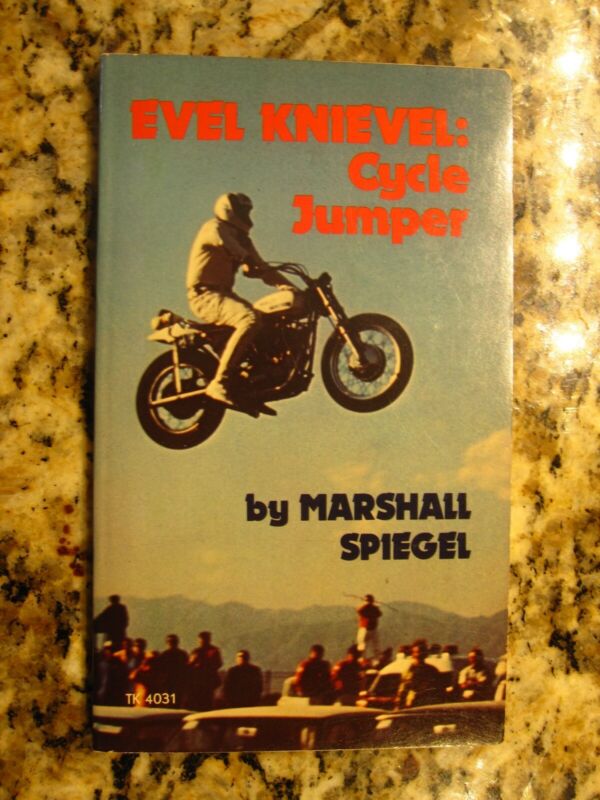 EVEL KNIEVEL:
Cycle
Jumper
by MARSHALL
SPIEGEL
TK 4031